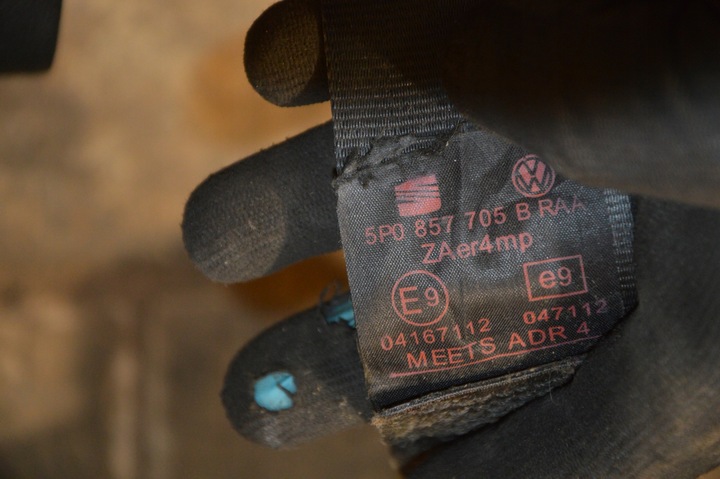 5P0 857 705 B RAA
ZAer4mp
E9 e9
04167112 047112
MEETS ADR 4